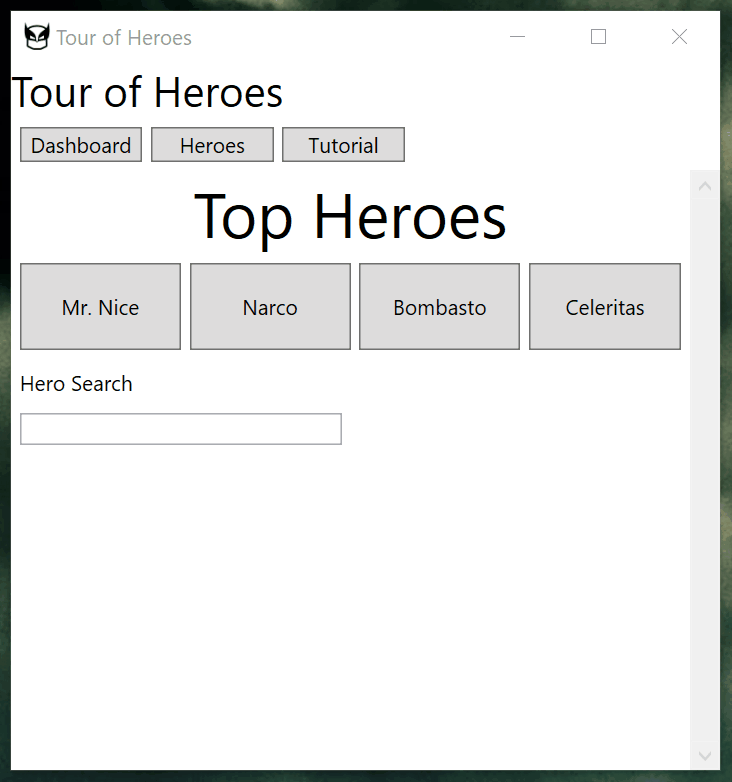 Tour of Heroes
Tour of Heroes
Dashboard Heroes Tutorial
Top Heroes
Mr. Nice Narco Bombasto Celeritas
Hero Search